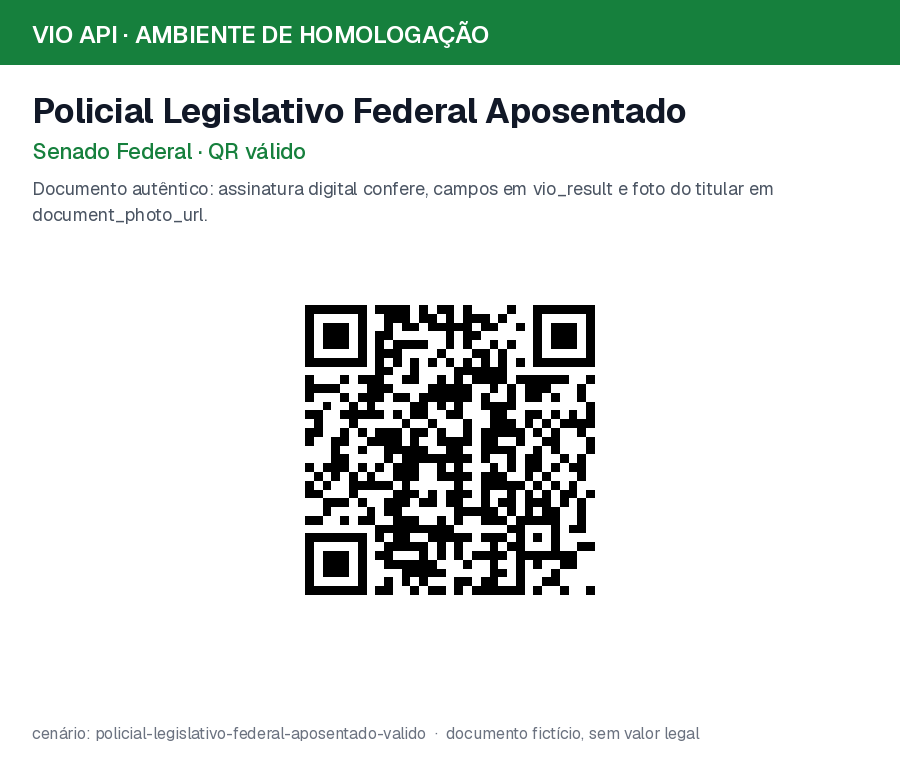 VIO API · AMBIENTE DE HOMOLOGAÇÃO
Policial Legislativo Federal Aposentado
Senado Federal · QR válido
Documento autêntico: assinatura digital confere, campos em vio_result e foto do titular em
document_photo_url.
cenário: policial-legislativo-federal-aposentado-valido · documento fictício, sem valor legal